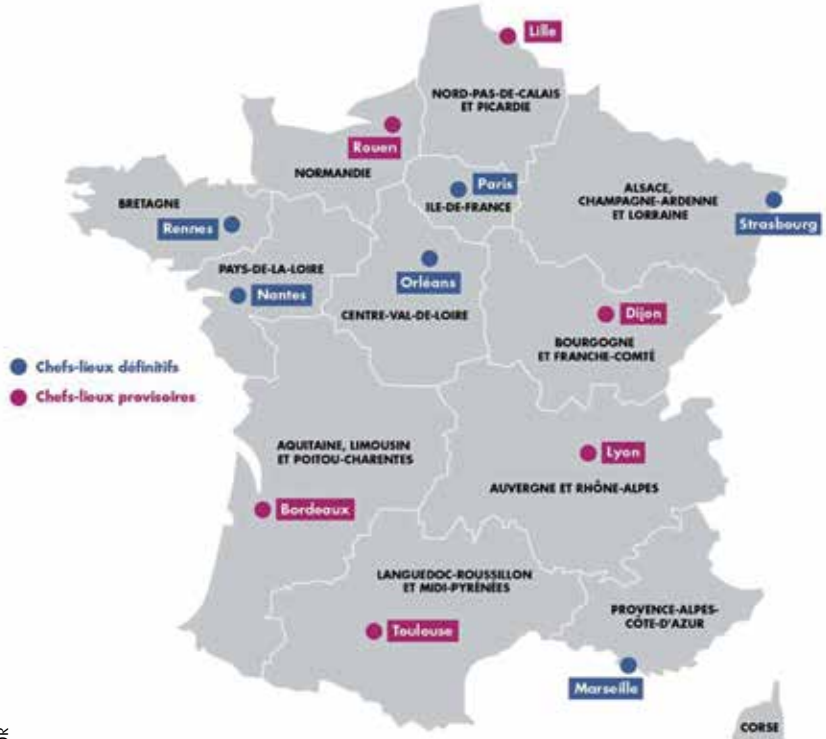 Lille
NORD-PAS-DE-CALAIS
ET PICARDIE
Rouen
NORMANDIE
Paris
ILE-DE-FRANCE
ALSACE,
CHAMPAGNE-ARDENNE
ET LORRAINE
Strasbourg
BRETAGNE
Rennes
PAYS-DE-LA-LOIRE
Nantes
Orléans
CENTRE-VAL-DE-LOIRE
Dijon
BOURGOGNE
ET FRANCHE-COMTÉ
Chefs-lieux définitifs
Chefs-lieux provisoires
AQUITAINE, LIMOUSIN
ET POITOU-CHARENTES
Lyon
AUVERGNE ET RHÔNE-ALPES
Bordeaux
LANGUEDOC-ROUSSILLON
ET MIDI-PYRÉNÉES
Toulouse
PROVENCE-ALPES-
CÔTE-D'AZUR
Marseille
CORSE